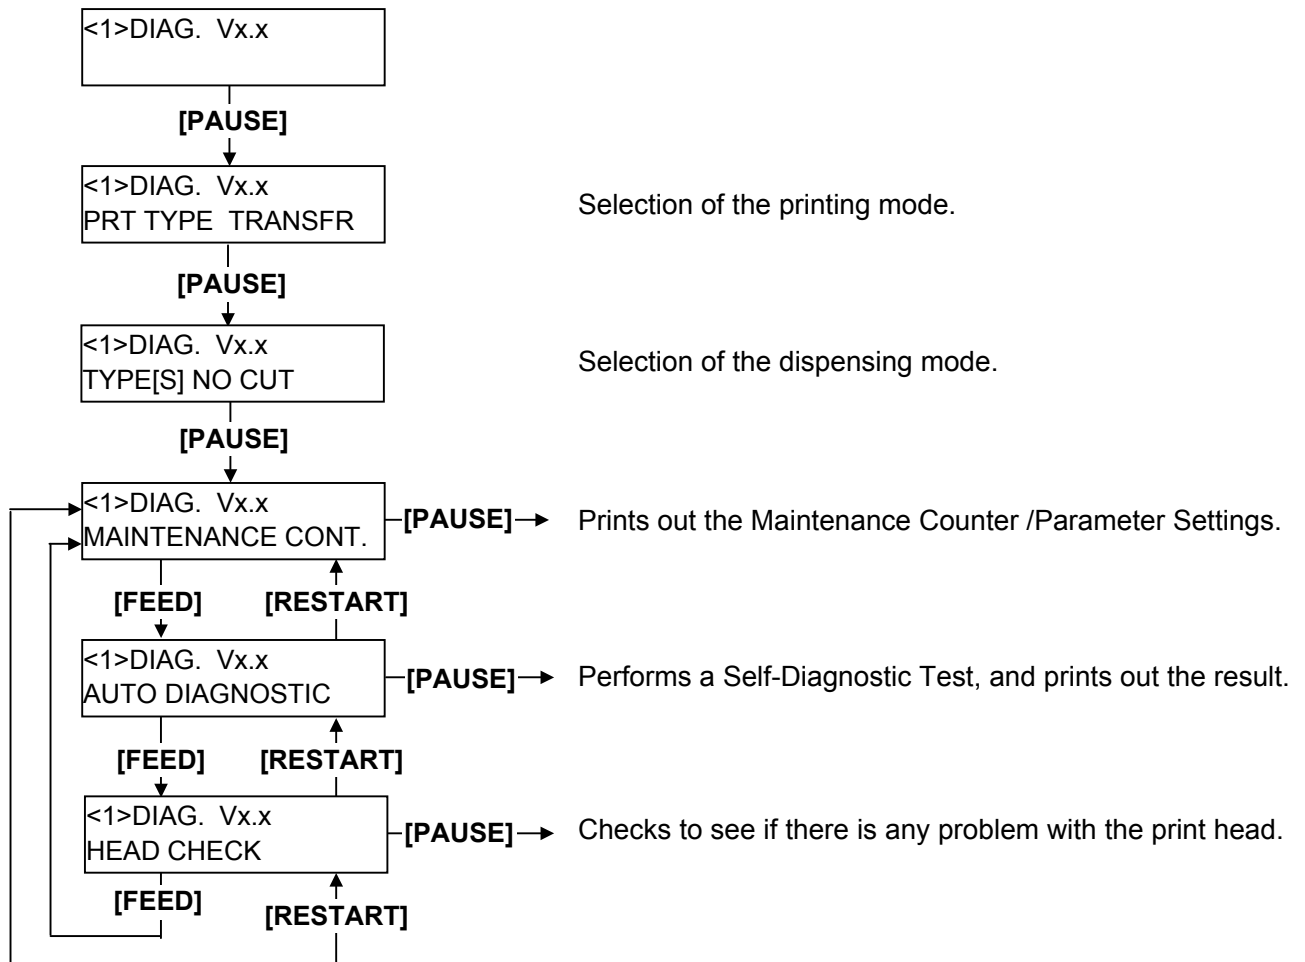 <1>DIAG.  Vx.x
[PAUSE]
<1>DIAG.  Vx.x
PRT TYPE  TRANSFR
Selection of the printing mode.
[PAUSE]
<1>DIAG.  Vx.x
TYPE[S] NO CUT
Selection of the dispensing mode.
[PAUSE]
<1>DIAG.  Vx.x
MAINTENANCE CONT.
[PAUSE]
Prints out the Maintenance Counter /Parameter Settings.
[FEED]
[RESTART]
<1>DIAG.  Vx.x
AUTO DIAGNOSTIC
[PAUSE]
Performs a Self-Diagnostic Test, and prints out the result.
[FEED]
[RESTART]
<1>DIAG.  Vx.x
HEAD CHECK
[PAUSE]
Checks to see if there is any problem with the print head.
[FEED]
[RESTART]